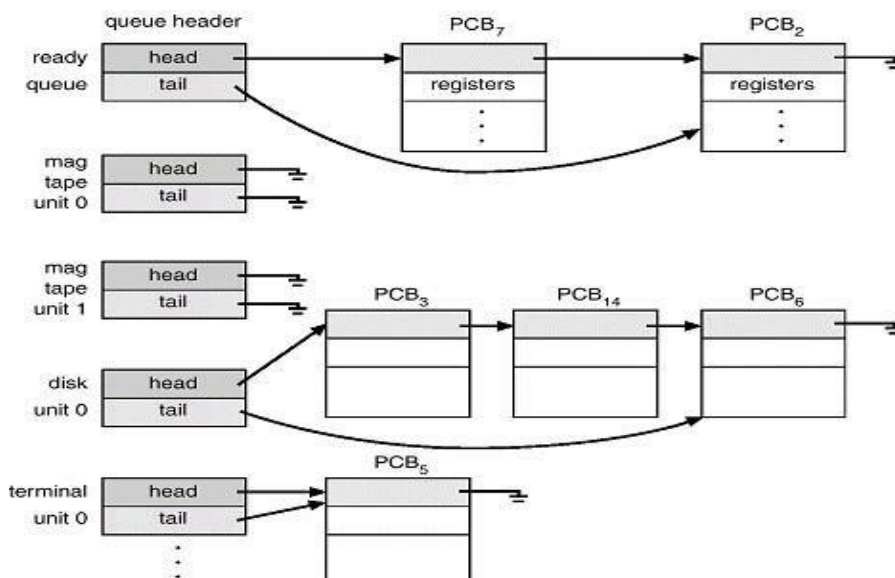 queue header PCB7 PCB2
ready head
queue tail registers registers
mag head
tape
unit 0 tail
mag head
tape
unit 1 tail PCB3 PCB14 PCB6
disk head
unit 0 tail
PCB5
terminal head
unit 0 tail